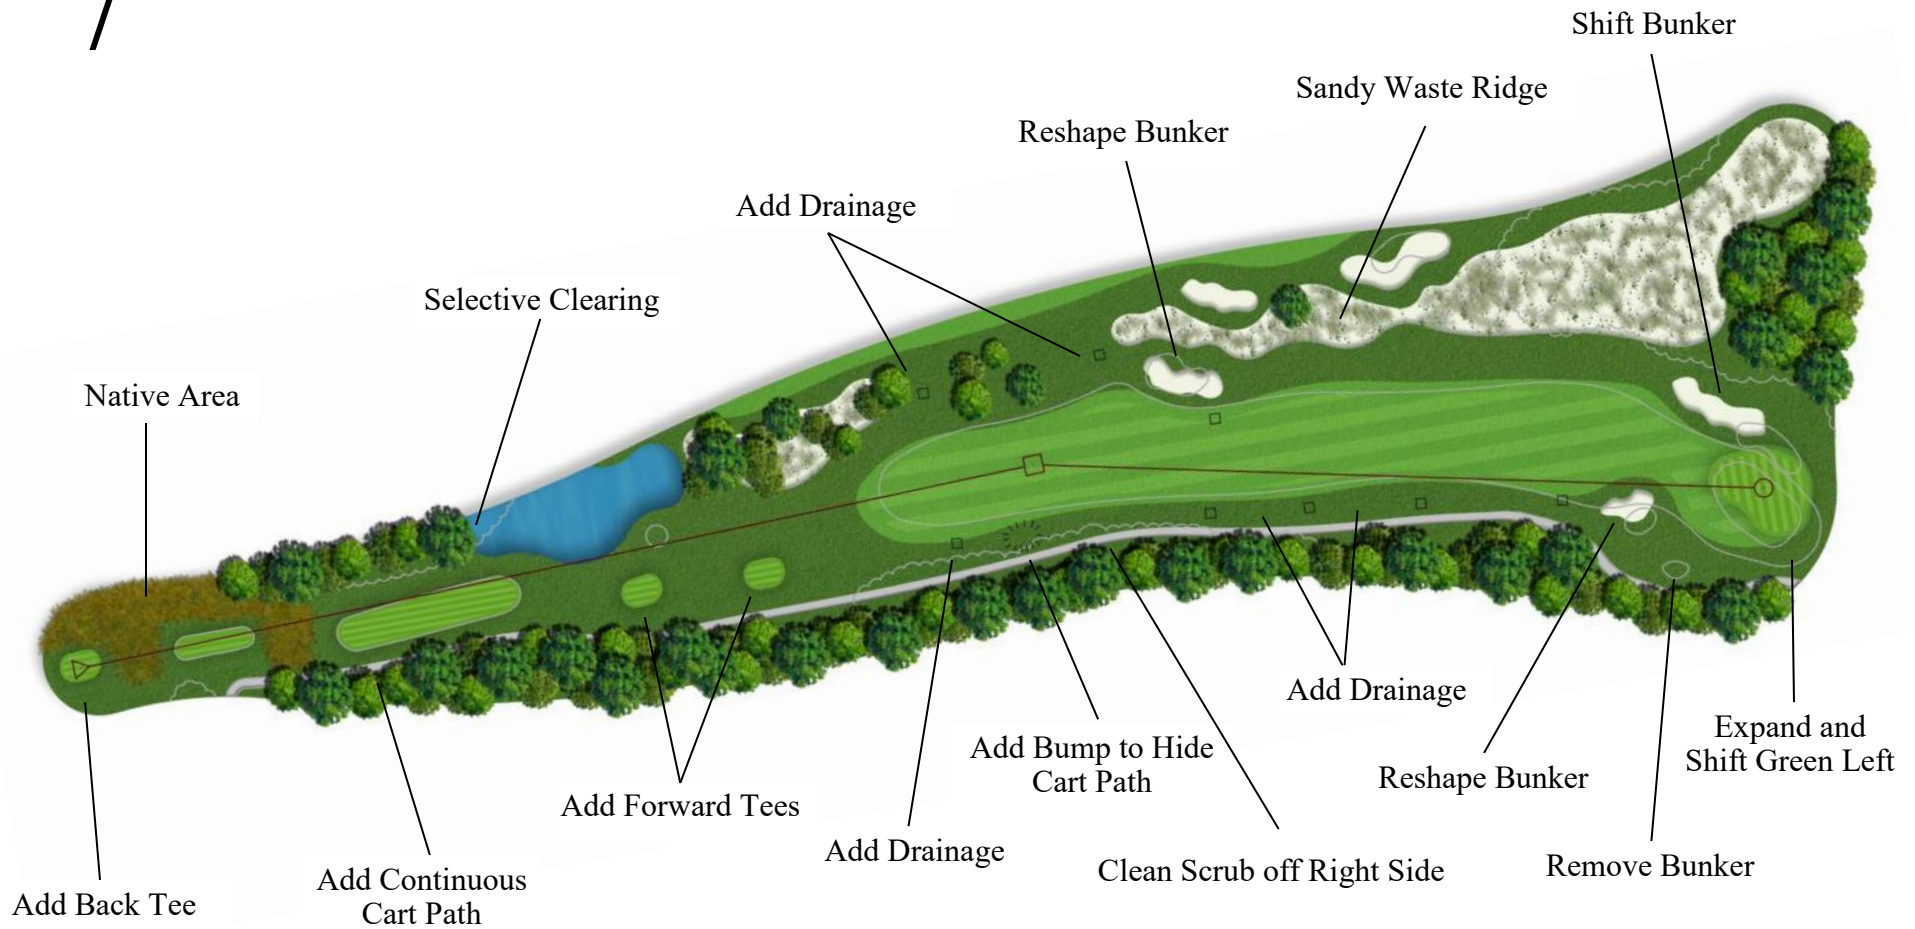 Shift Bunker
Sandy Waste Ridge
Reshape Bunker
Add Drainage
Selective Clearing
Native Area
Add Drainage
Expand and
Shift Green Left
Add Bump to Hide
Cart Path
Reshape Bunker
Add Forward Tees
Add Drainage
Clean Scrub off Right Side
Remove Bunker
Add Continuous
Cart Path
Add Back Tee